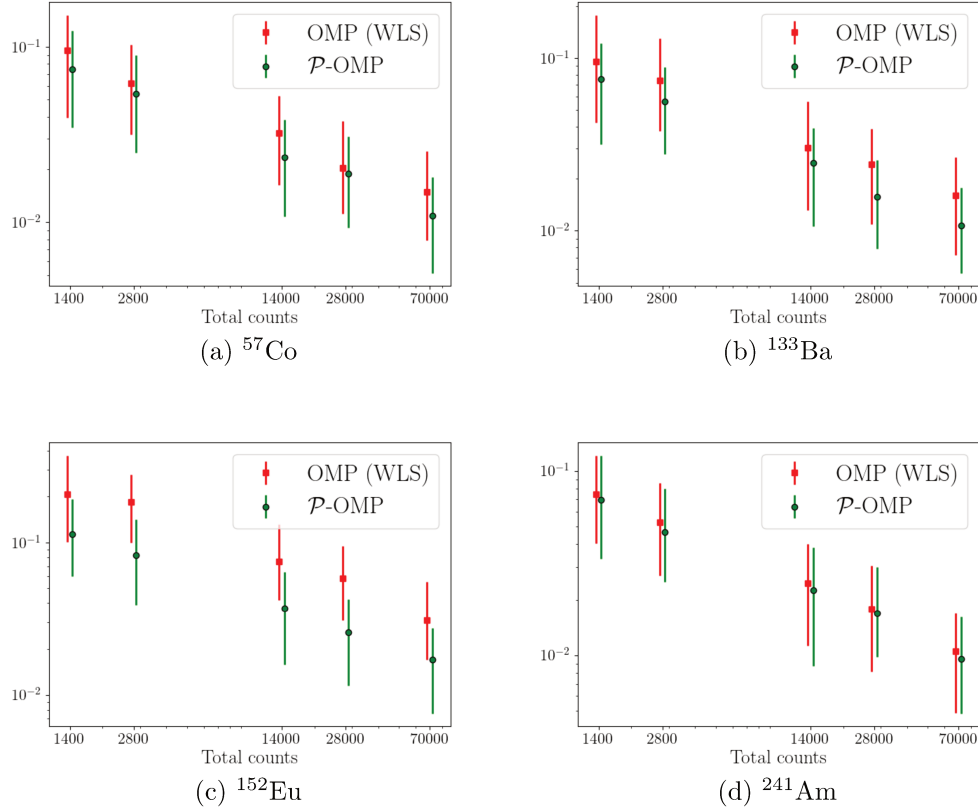 10⁻¹
10⁻²
OMP (WLS)
𝒫-OMP
1400 2800 14000 28000 70000
Total counts
(a) ⁵⁷Co
10⁻¹
10⁻²
OMP (WLS)
𝒫-OMP
1400 2800 14000 28000 70000
Total counts
(b) ¹³³Ba
10⁻¹
10⁻²
OMP (WLS)
𝒫-OMP
1400 2800 14000 28000 70000
Total counts
(c) ¹⁵²Eu
10⁻¹
10⁻²
OMP (WLS)
𝒫-OMP
1400 2800 14000 28000 70000
Total counts
(d) ²⁴¹Am